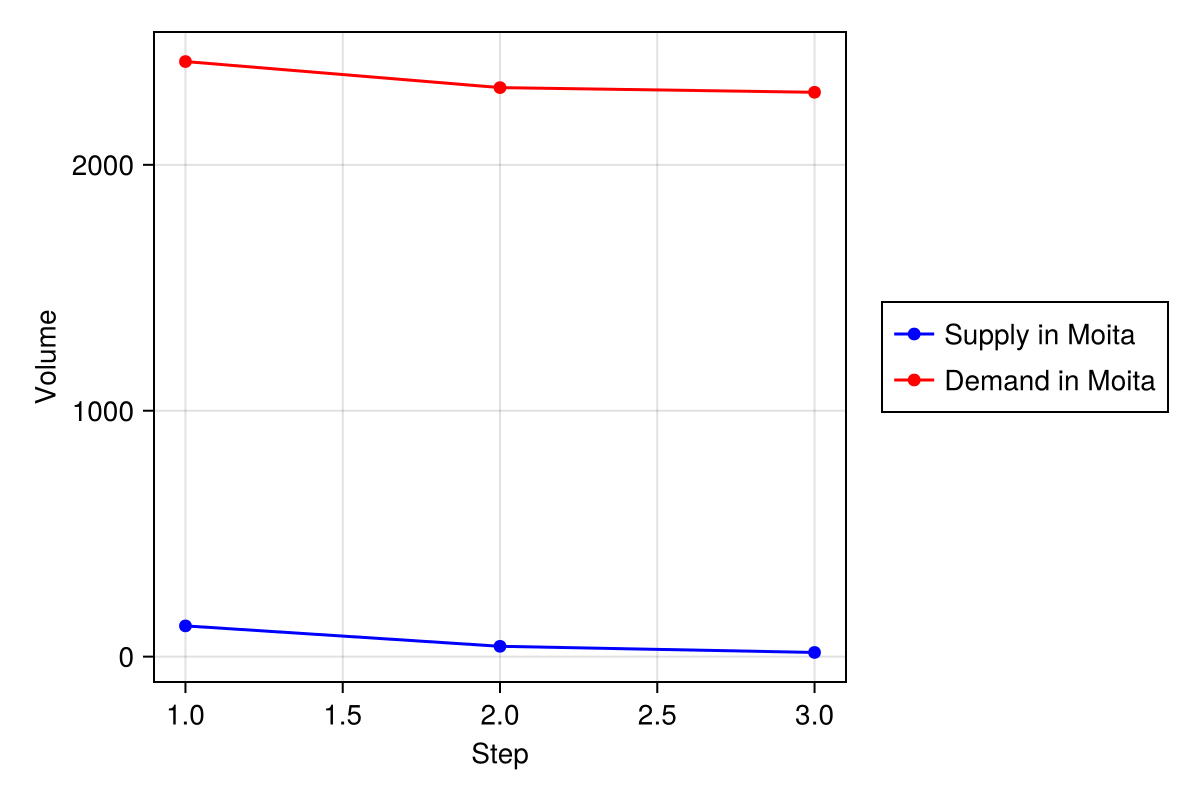 2000
1000
0
Volume
1.0 1.5 2.0 2.5 3.0
Step
Supply in Moita
Demand in Moita